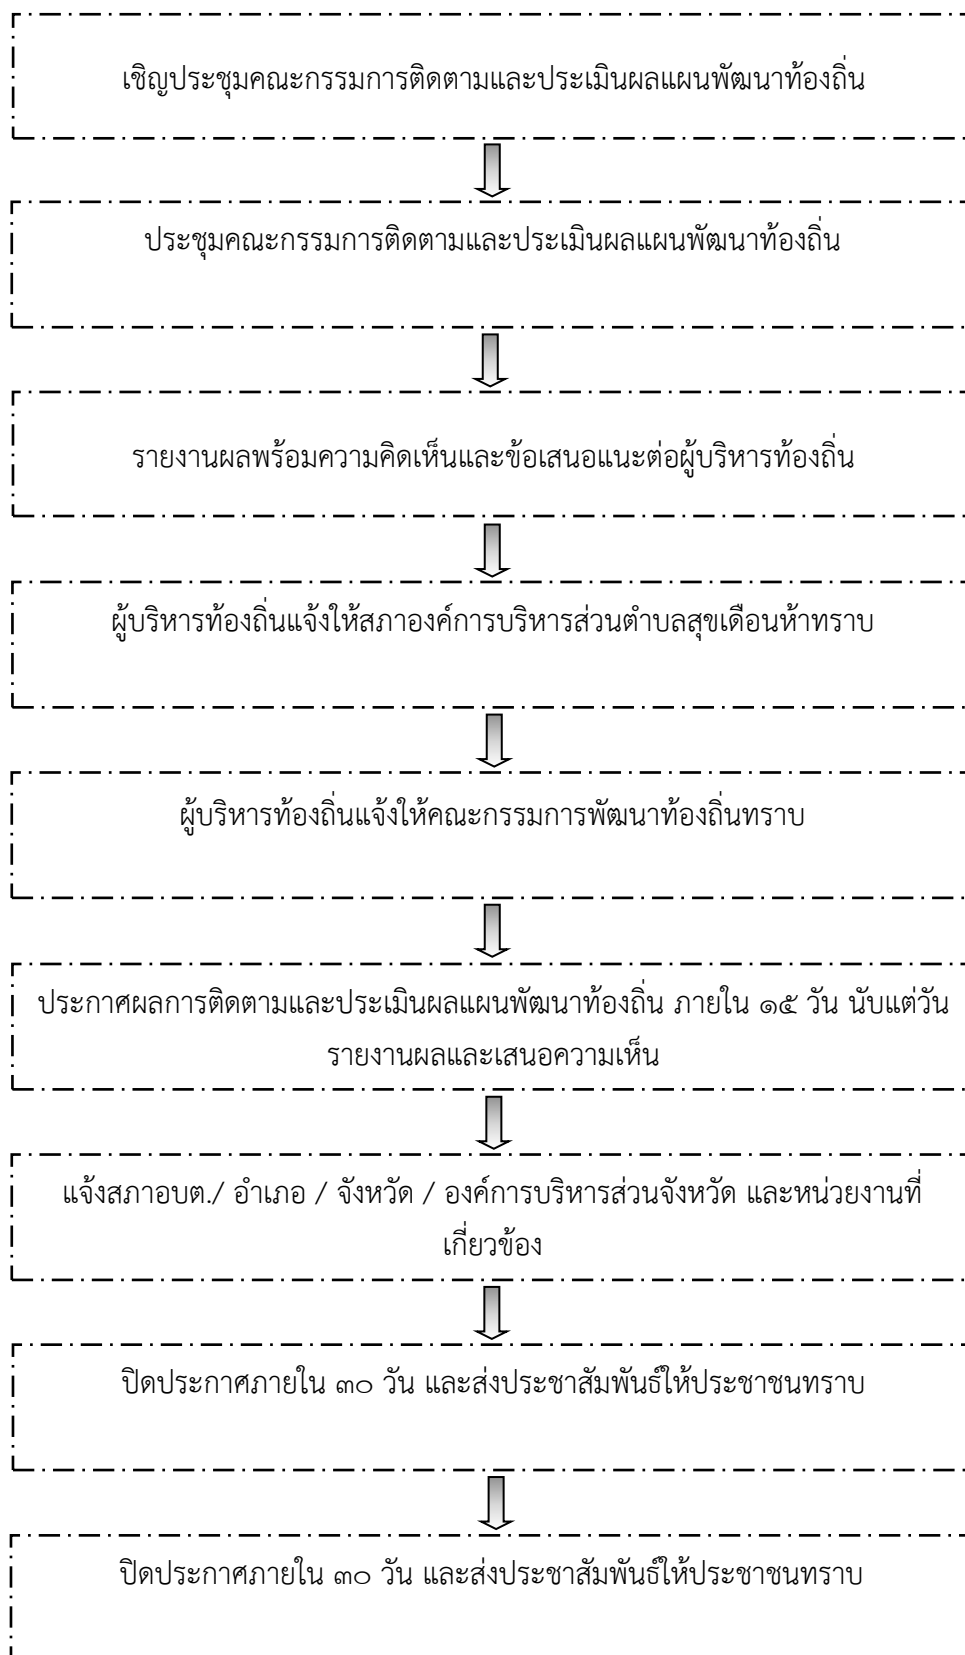 เชิญประชุมคณะกรรมการติดตามและประเมินผลแผนพัฒนาท้องถิ่น
ประชุมคณะกรรมการติดตามและประเมินผลแผนพัฒนาท้องถิ่น
รายงานผลพร้อมความคิดเห็นและข้อเสนอแนะต่อผู้บริหารท้องถิ่น
ผู้บริหารท้องถิ่นแจ้งให้สภาองค์การบริหารส่วนตำบลสุขเดือนห้าทราบ
ผู้บริหารท้องถิ่นแจ้งให้คณะกรรมการพัฒนาท้องถิ่นทราบ
ประกาศผลการติดตามและประเมินผลแผนพัฒนาท้องถิ่น ภายใน ๑๕ วัน นับแต่วัน
รายงานผลและเสนอความเห็น
แจ้งสภาอบต./ อำเภอ / จังหวัด / องค์การบริหารส่วนจังหวัด และหน่วยงานที่
เกี่ยวข้อง
ปิดประกาศภายใน ๓๐ วัน และส่งประชาสัมพันธ์ให้ประชาชนทราบ
ปิดประกาศภายใน ๓๐ วัน และส่งประชาสัมพันธ์ให้ประชาชนทราบ